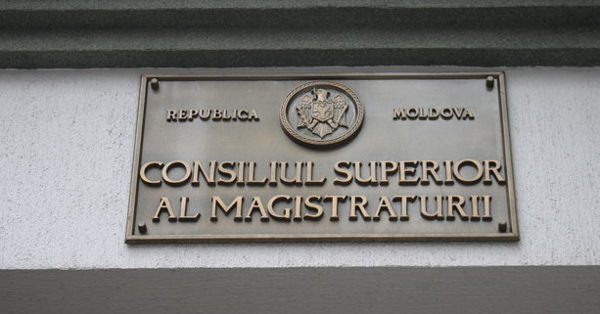 REPUBLICA MOLDOVA
CONSILIUL SUPERIOR
AL MAGISTRATURII